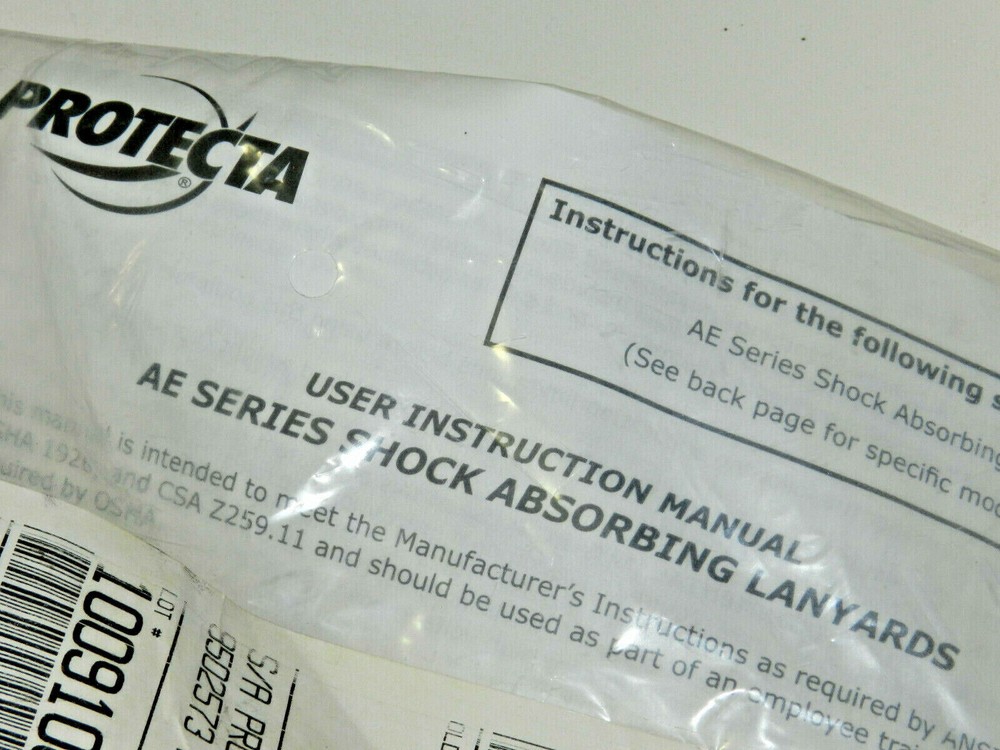 PROTECTA
®
Instructions for the following
AE Series Shock Absorbing
(See back page for specific
USER INSTRUCTION MANUAL
AE SERIES SHOCK ABSORBING LANYARDS
is intended to meet the Manufacturer's Instructions as required by
and CSA Z259.11 and should be used as part of an employee
by OSHA
LOT #
9502573
S/A